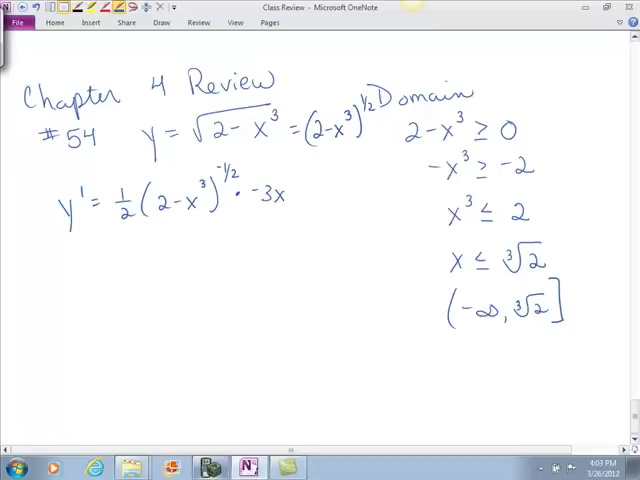 Class Review - Microsoft OneNote
File Home Insert Share Draw Review View Pages
Chapter 4 Review
#54 y = √(2 - x³) = (2-x³)^1/2 Domain
2 - x³ ≥ 0
-x³ ≥ -2
y' = 1/2 (2-x³)^-1/2 · -3x
x³ ≤ 2
x ≤ ³√2
(-∞, ³√2]
4:03 PM
3/26/2012